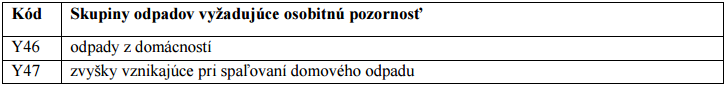 Kód Skupiny odpadov vyžadujúce osobitnú pozornosť
Y46 odpady z domácností
Y47 zvyšky vznikajúce pri spaľovaní domového odpadu